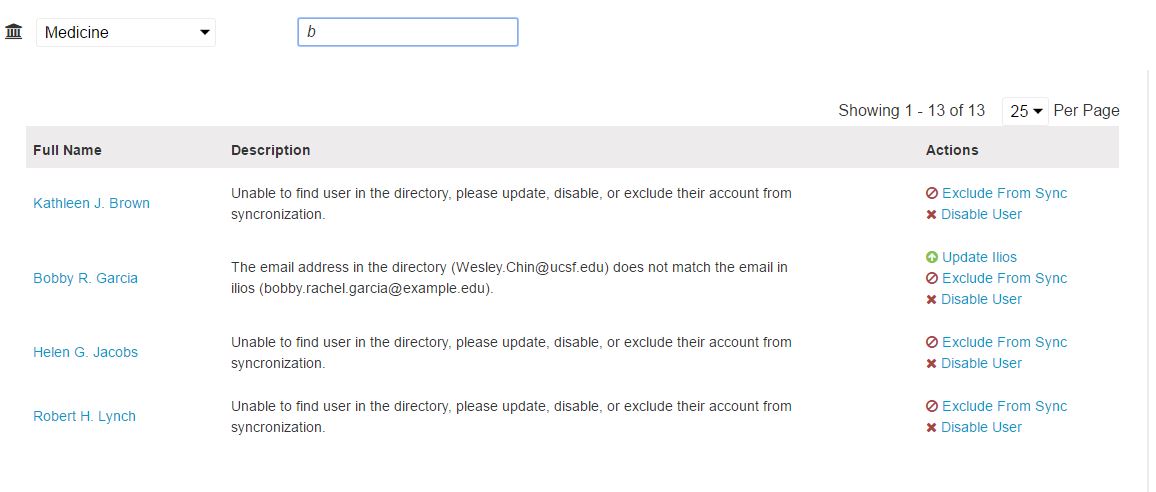 Medicine b
Showing 1 - 13 of 13 25 Per Page
Full Name Description Actions
Kathleen J. Brown
Unable to find user in the directory, please update, disable, or exclude their account from
syncronization.
Exclude From Sync
Disable User
Bobby R. Garcia
The email address in the directory (Wesley.Chin@ucsf.edu) does not match the email in
ilios (bobby.rachel.garcia@example.edu).
Update Ilios
Exclude From Sync
Disable User
Helen G. Jacobs
Unable to find user in the directory, please update, disable, or exclude their account from
syncronization.
Exclude From Sync
Disable User
Robert H. Lynch
Unable to find user in the directory, please update, disable, or exclude their account from
syncronization.
Exclude From Sync
Disable User